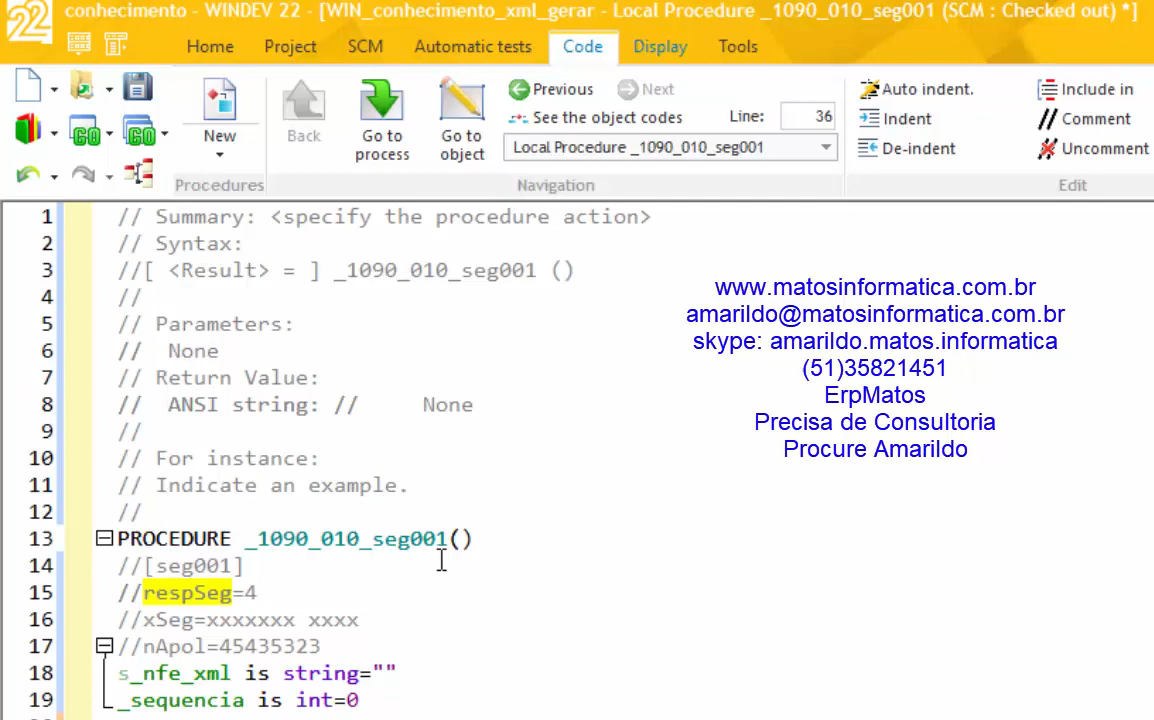 22 conhecimento - WINDEV 22 - [WIN_conhecimento_xml_gerar - Local Procedure _1090_010_seg001 (SCM : Checked out) *]
Home Project SCM Automatic tests Code Display Tools
New
Procedures
Back
Go to process
Go to object
Previous Next
See the object codes Line: 36
Local Procedure _1090_010_seg001
Navigation
Auto indent.
Indent
De-indent
Include in
// Comment
Uncomment
Edit
1 // Summary: <specify the procedure action>
2 // Syntax:
3 //[ <Result> = ] _1090_010_seg001 ()
4 //
5 // Parameters:
6 // None
7 // Return Value:
8 // ANSI string: // None
9 //
10 // For instance:
11 // Indicate an example.
12 //
13 PROCEDURE _1090_010_seg001()
14 //[seg001]
15 //respSeg=4
16 //xSeg=xxxxxxx xxxx
17 //nApol=45435323
18 s_nfe_xml is string=""
19 _sequencia is int=0
www.matosinformatica.com.br
amarildo@matosinformatica.com.br
skype: amarildo.matos.informatica
(51)35821451
ErpMatos
Precisa de Consultoria
Procure Amarildo